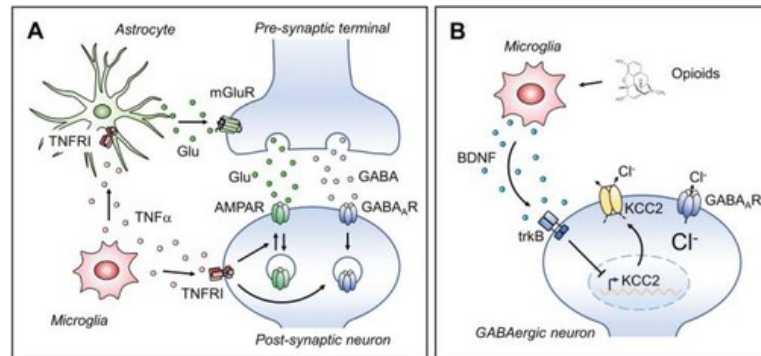 A
Astrocyte
Pre-synaptic terminal
mGluR
TNFRI
Glu
Glu
GABA
TNFα
AMPAR
GABAAR
TNFRI
Microglia
Post-synaptic neuron
B
Microglia
Opioids
BDNF
Cl-
Cl-
KCC2
GABAAR
trkB
Cl-
KCC2
GABAergic neuron